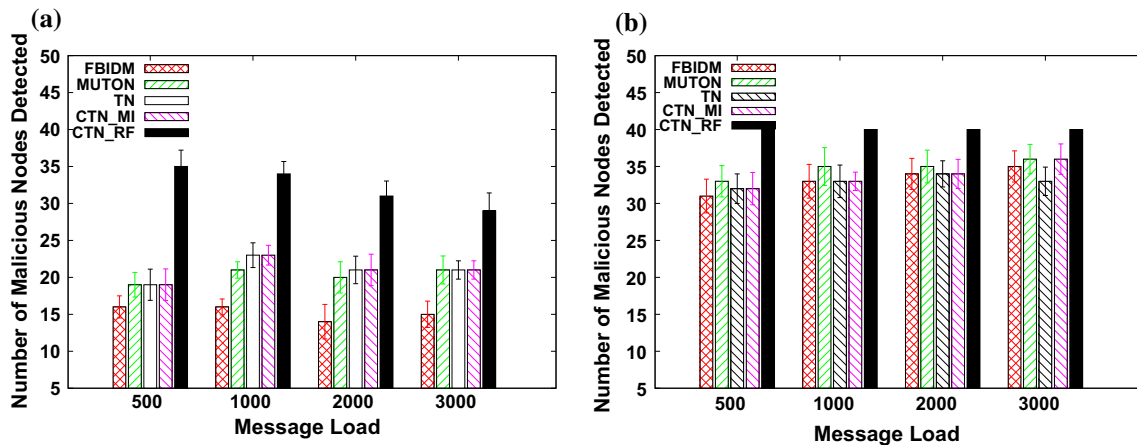 (a)
Number of Malicious Nodes Detected
50
45
40
35
30
25
20
15
10
5
FBIDM
MUTON
TN
CTN_MI
CTN_RF
500 1000 2000 3000
Message Load
(b)
Number of Malicious Nodes Detected
50
45
40
35
30
25
20
15
10
5
FBIDM
MUTON
TN
CTN_MI
CTN_RF
500 1000 2000 3000
Message Load